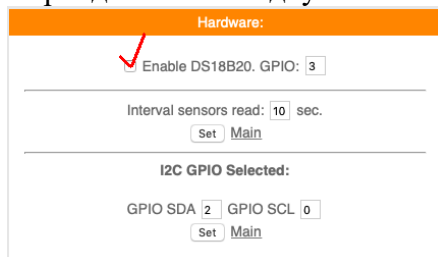 Hardware:
Enable DS18B20. GPIO: 3
Interval sensors read: 10 sec.
Set Main
I2C GPIO Selected:
GPIO SDA 2 GPIO SCL 0
Set Main